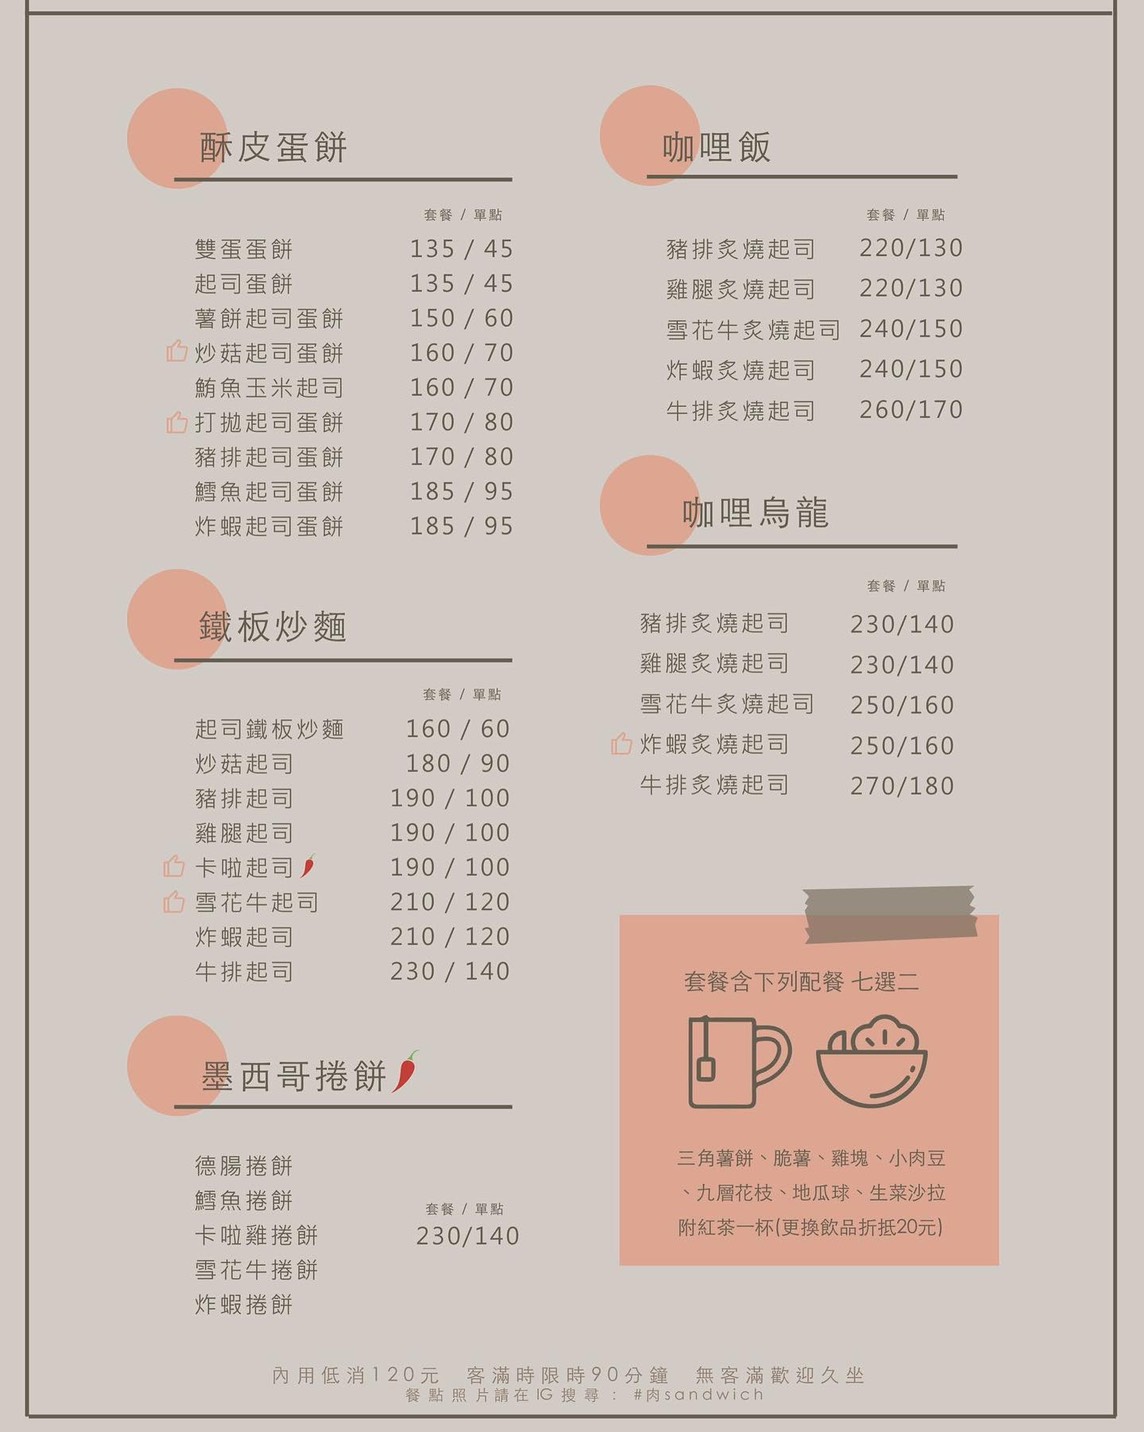 酥皮蛋餅
套餐 / 單點
雙蛋蛋餅 135 / 45
起司蛋餅 135 / 45
薯餅起司蛋餅 150 / 60
炒菇起司蛋餅 160 / 70
鮪魚玉米起司 160 / 70
打拋起司蛋餅 170 / 80
豬排起司蛋餅 170 / 80
鱈魚起司蛋餅 185 / 95
炸蝦起司蛋餅 185 / 95
鐵板炒麵
套餐 / 單點
起司鐵板炒麵 160 / 60
炒菇起司 180 / 90
豬排起司 190 / 100
雞腿起司 190 / 100
卡啦起司 190 / 100
雪花牛起司 210 / 120
炸蝦起司 210 / 120
牛排起司 230 / 140
墨西哥捲餅
德腸捲餅
鱈魚捲餅
套餐 / 單點
卡啦雞捲餅 230/140
雪花牛捲餅
炸蝦捲餅
咖哩飯
套餐 / 單點
豬排炙燒起司 220/130
雞腿炙燒起司 220/130
雪花牛炙燒起司 240/150
炸蝦炙燒起司 240/150
牛排炙燒起司 260/170
咖哩烏龍
套餐 / 單點
豬排炙燒起司 230/140
雞腿炙燒起司 230/140
雪花牛炙燒起司 250/160
炸蝦炙燒起司 250/160
牛排炙燒起司 270/180
套餐含下列配餐 七選二
三角薯餅、脆薯、雞塊、小肉豆
、九層花枝、地瓜球、生菜沙拉
附紅茶一杯(更換飲品折抵20元)
內用低消120元 客滿時限時90分鐘 無客滿歡迎久坐
餐點照片請在IG搜尋：#肉sandwich